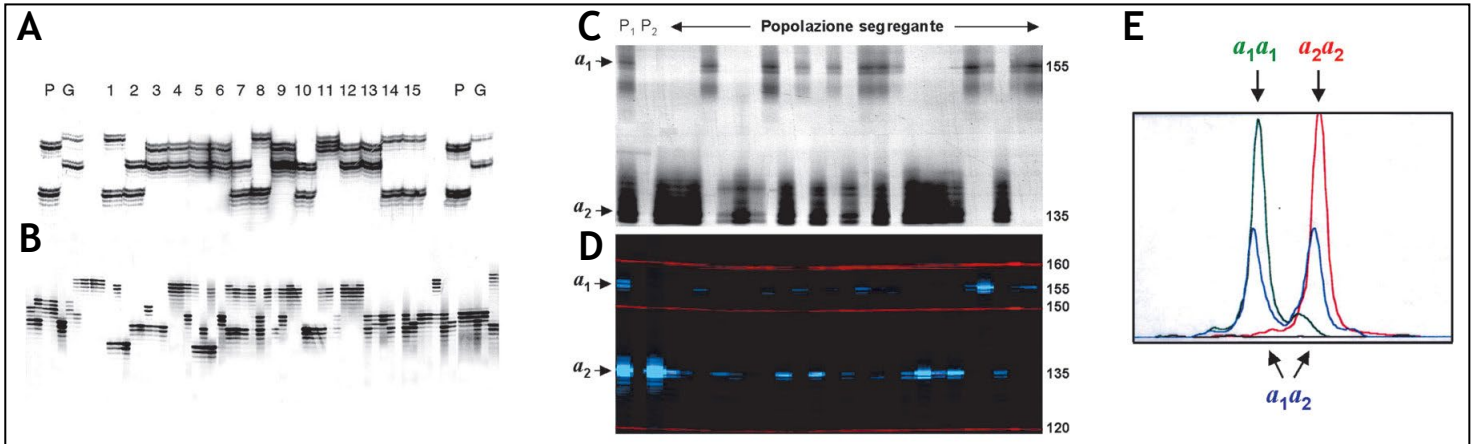 A
P G 1 2 3 4 5 6 7 8 9 10 11 12 13 14 15 P G
B
C
P1 P2 Popolazione segregante
a1
155
a2
135
D
160
a1
155
150
a2
135
120
E
a1a1 a2a2
a1a2